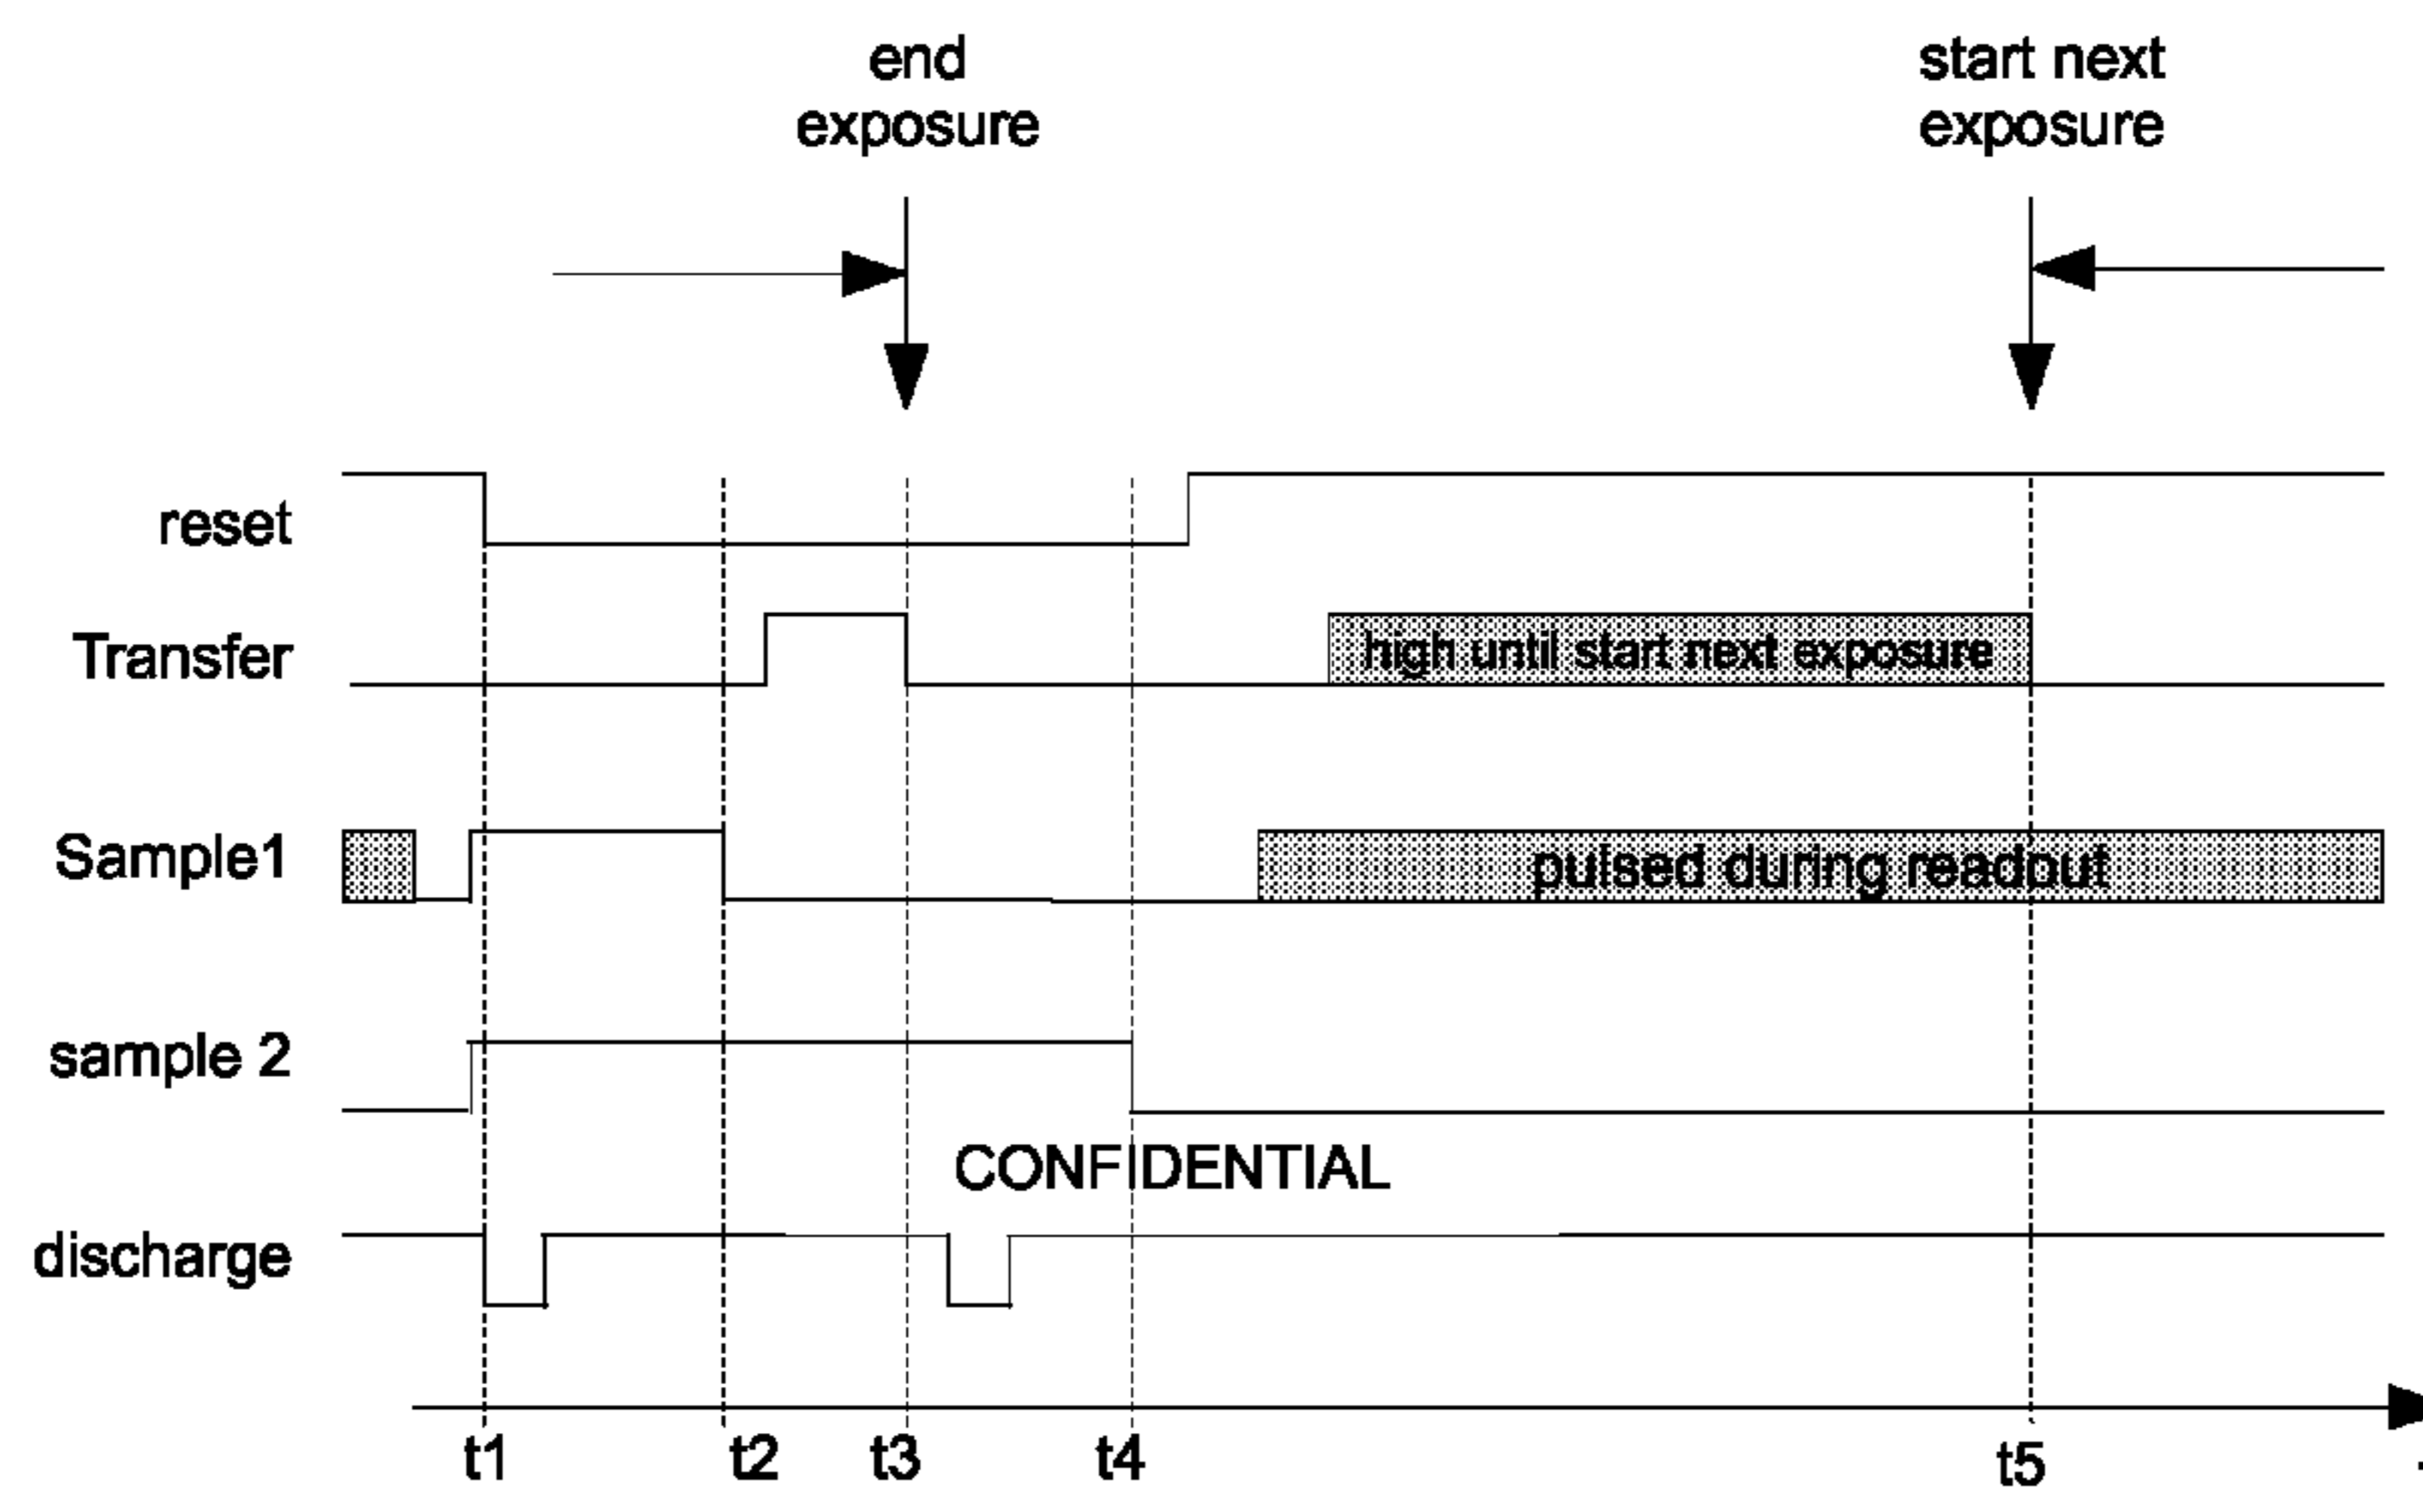 end
exposure
start next
exposure
reset
Transfer
high until start next exposure
Sample1
pulsed during readout
sample 2
CONFIDENTIAL
discharge
t1
t2
t3
t4
t5